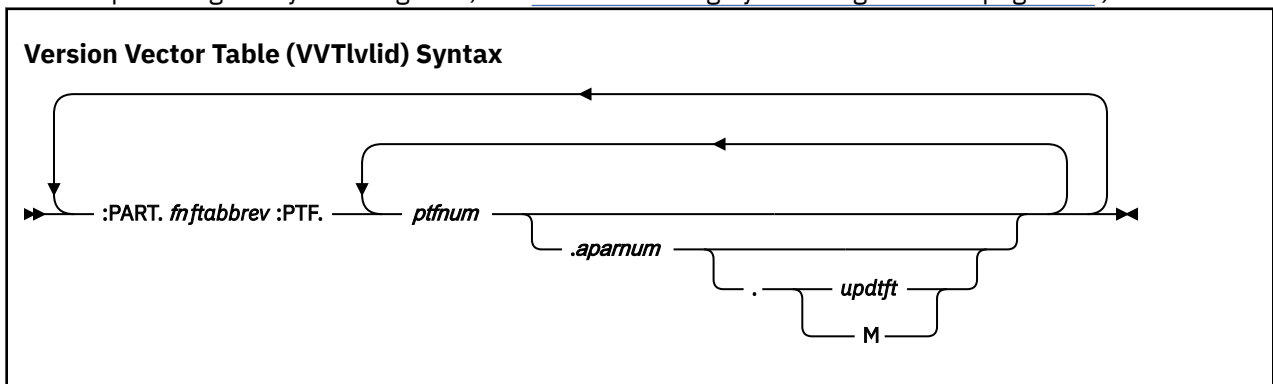 Version Vector Table (VVTlvlid) Syntax
:PART. fnftabbrev :PTF. ptfnum
.aparnum
. updtft
M